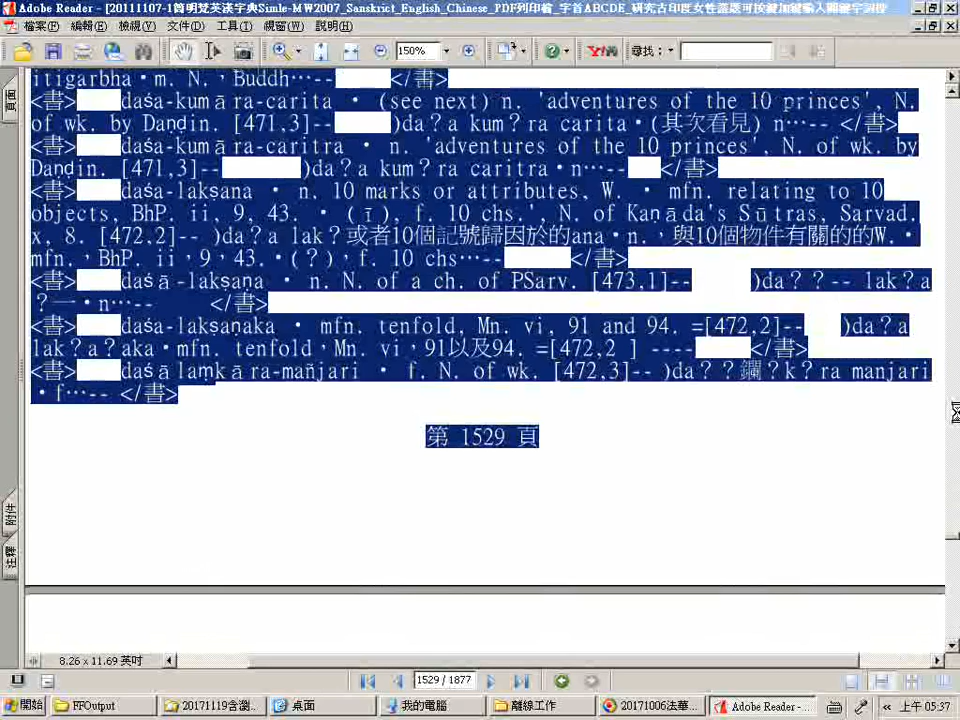 Adobe Reader - [20111107-1簡明梵英漢字典Simle-MW2007_Sanskrict_English_Chinese_PDF列印檔_字首ABCDE_研究古印度女性議題可按鍵鍵輸入關鍵字詞搜
檔案(F) 編輯(E) 檢視(V) 文件(D) 工具(T) 視窗(W) 說明(H)
150% Y! 尋找:
頁面
itigarbha‧m. N.,Buddh…-- </書>
<書> daśa-kumāra-carita ‧ (see next) n. 'adventures of the 10 princes', N.
of wk. by Daṇḍin. [471,3]-- )da?a kum?ra carita‧(其次看見) n…-- </書>
<書> daśa-kumāra-caritra ‧ n. 'adventures of the 10 princes', N. of wk. by
Daṇḍin. [471,3]-- )da?a kum?ra caritra‧n…-- </書>
<書> daśa-lakṣana ‧ n. 10 marks or attributes, W. ‧ mfn. relating to 10
objects, BhP. ii, 9, 43. ‧ (ī), f. 10 chs.', N. of Kaṇāda's Sūtras, Sarvad.
x, 8. [472,2]-- )da?a lak?或者10個記號歸因於的ana‧n.,與10個物件有關的的W.‧
mfn.,BhP. ii,9,43.‧(?),f. 10 chs…-- </書>
<書> daśā-lakṣaṇa ‧ n. N. of a ch. of PSarv. [473,1]-- )da??-- lak?a
?一‧n…-- </書>
<書> daśa-lakṣaṇaka ‧ mfn. tenfold, Mn. vi, 91 and 94. =[472,2]-- )da?a
lak?a?aka‧mfn. tenfold,Mn. vi,91以及94. =[472,2 ] ---- </書>
<書> daśālaṃkāra-mañjari ‧ f. N. of wk. [472,3]-- )da??鑭?k?ra manjari
‧f…-- </書>
第 1529 頁
附件
注釋
8.26 x 11.69 英吋
1529 / 1877
開始 FFOutput 20171119含瀏... 桌面 我的電腦 離線工作 20171006法華... Adobe Reader - ... 上午 05:37